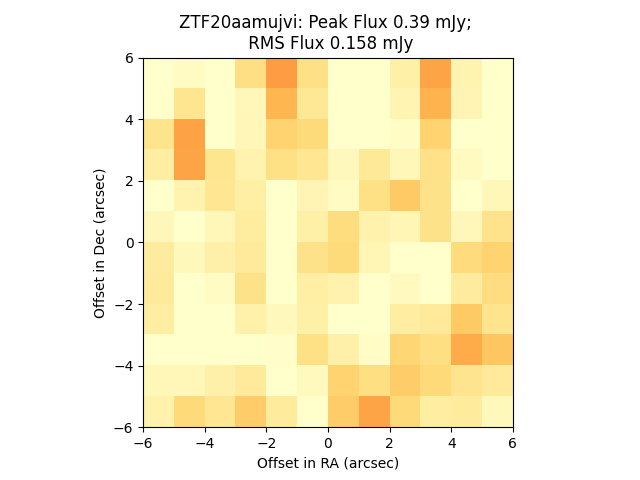 ZTF20aamujvi: Peak Flux 0.39 mJy;
RMS Flux 0.158 mJy
6
4
2
0
−2
−4
−6
Offset in Dec (arcsec)
−6 −4 −2 0 2 4 6
Offset in RA (arcsec)